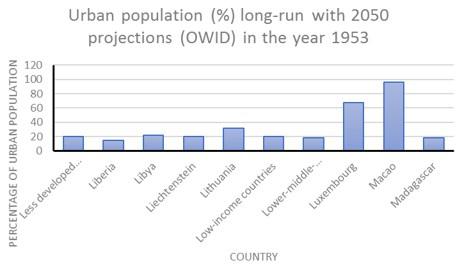 Urban population (%) long-run with 2050
projections (OWID) in the year 1953
PERCENTAGE OF URBAN POPULATION
120
100
80
60
40
20
0
Less developed...
Liberia
Libya
Liechtenstein
Lithuania
Low-income countries
Lower-middle-...
Luxembourg
Macao
Madagascar
COUNTRY